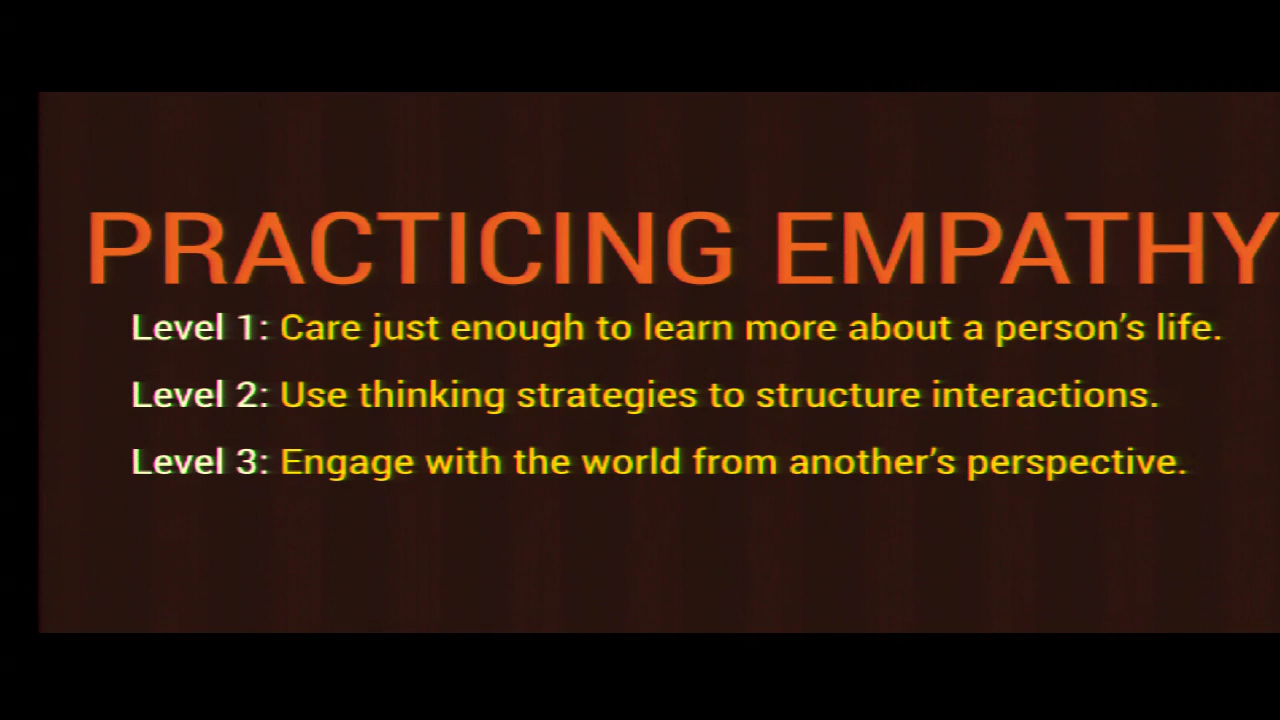 PRACTICING EMPATHY
Level 1: Care just enough to learn more about a person’s life.
Level 2: Use thinking strategies to structure interactions.
Level 3: Engage with the world from another’s perspective.